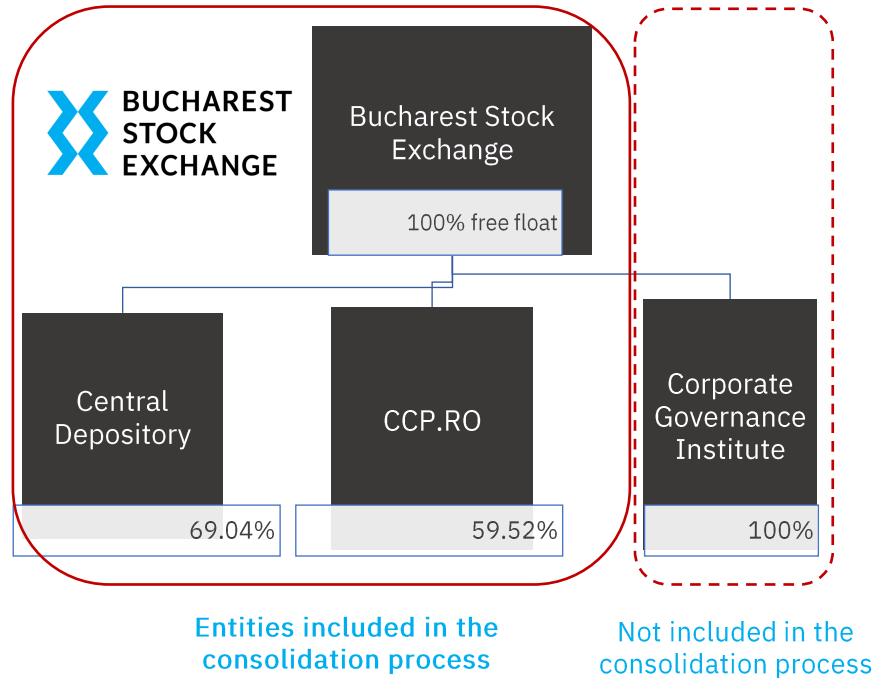 BUCHAREST
STOCK
EXCHANGE
Bucharest Stock
Exchange
100% free float
Central
Depository
69.04%
CCP.RO
59.52%
Corporate
Governance
Institute
100%
Entities included in the
consolidation process
Not included in the
consolidation process